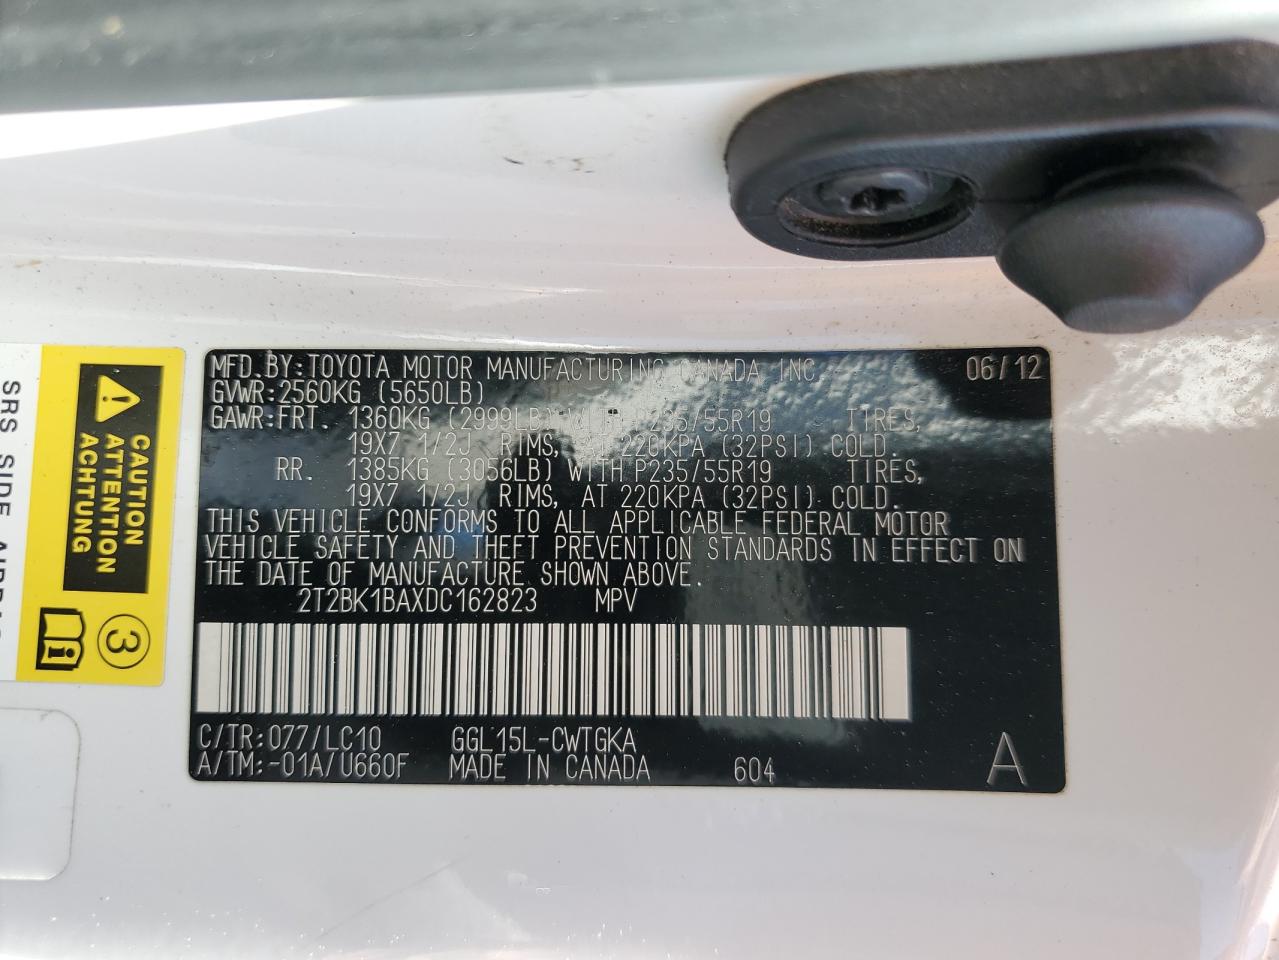 MFD.BY:TOYOTA MOTOR MANUFACTURING CANADA INC. 06/12
GVWR:2560KG (5650LB)
GAWR:FRT. 1360KG (2999LB) WITH P235/55R19 TIRES,
19X7 1/2J RIMS, AT 220KPA (32PSI) COLD.
RR. 1385KG (3056LB) WITH P235/55R19 TIRES,
19X7 1/2J RIMS, AT 220KPA (32PSI) COLD.
THIS VEHICLE CONFORMS TO ALL APPLICABLE FEDERAL MOTOR
VEHICLE SAFETY AND THEFT PREVENTION STANDARDS IN EFFECT ON
THE DATE OF MANUFACTURE SHOWN ABOVE.
2T2BK1BAXDC162823 MPV
C/TR:077/LC10 GGL15L-CWTGKA
A/TM:-01A/U660F MADE IN CANADA 604 A
CAUTION
ATTENTION
ACHTUNG
3
i
SRS SIDE